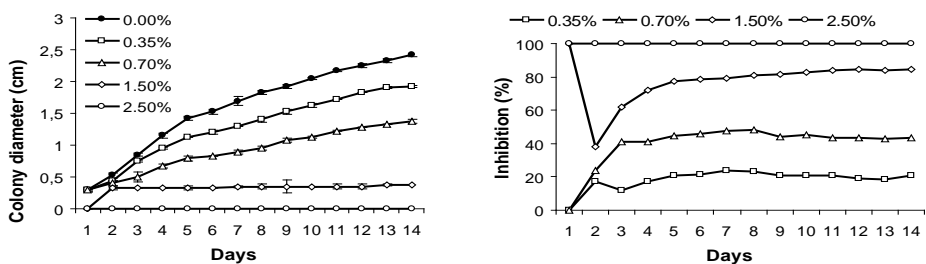 3
2,5
2
1,5
1
0,5
0
Colony diameter (cm)
0.00%
0.35%
0.70%
1.50%
2.50%
1 2 3 4 5 6 7 8 9 10 11 12 13 14
Days
0.35% 0.70% 1.50% 2.50%
100
80
60
40
20
0
Inhibition (%)
1 2 3 4 5 6 7 8 9 10 11 12 13 14
Days